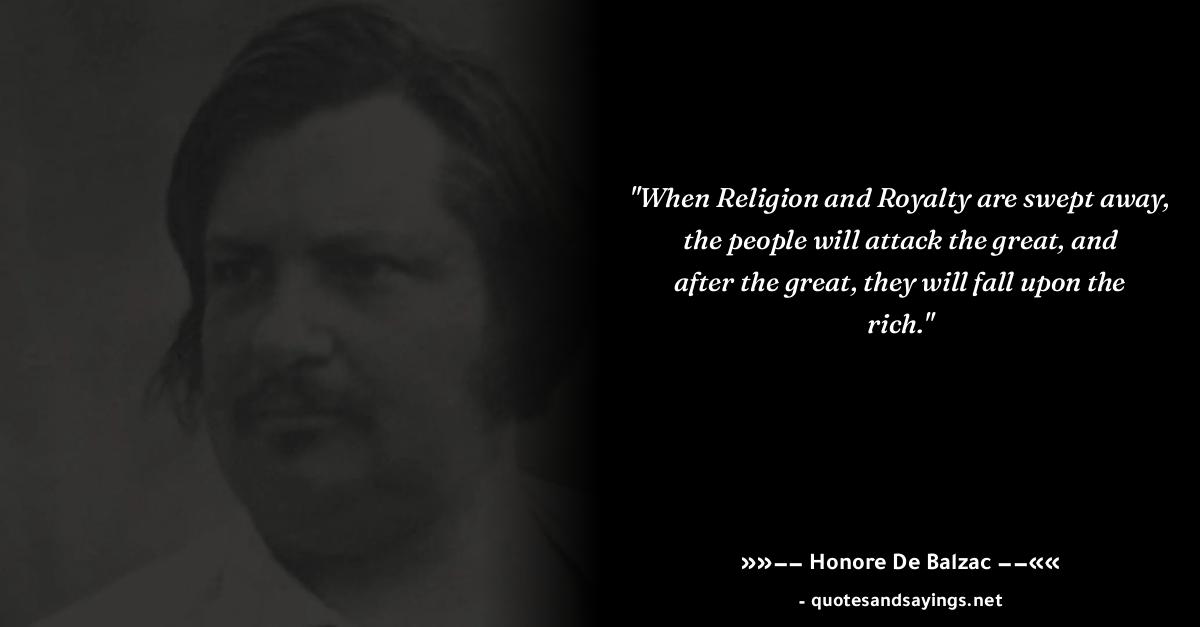 "When Religion and Royalty are swept away,
the people will attack the great, and
after the great, they will fall upon the
rich."
»»−− Honore De Balzac −−««
- quotesandsayings.net